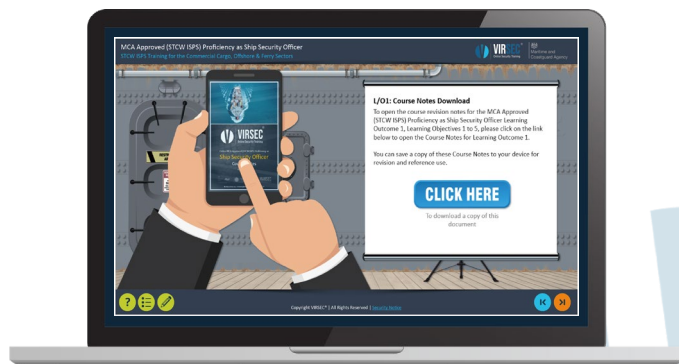 MCA Approved (STCW ISPS) Proficiency as Ship Security Officer
STCW ISPS Training for the Commercial Cargo, Offshore & Ferry Sectors
VIRSEC®
Maritime and
Coastguard Agency
VIRSEC
Ship Security Officer
L/O1: Course Notes Download
To open the course revision notes for the MCA Approved
(STCW ISPS) Proficiency as Ship Security Officer Learning
Outcome 1, Learning Objectives 1 to 5, please click on the link
below to open the Course Notes for Learning Outcome 1.
You can save a copy of these Course Notes to your device for
revision and reference use.
CLICK HERE
To download a copy of this
document
?
Copyright VIRSEC® | All Rights Reserved | Security Notice